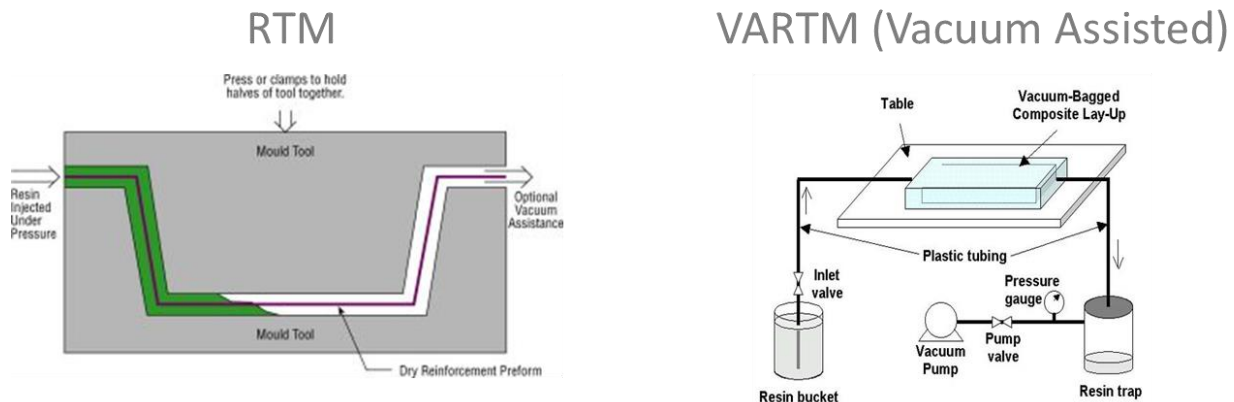 RTM
VARTM (Vacuum Assisted)
Press or clamps to hold
halves of tool together.
Mould Tool
Resin
Injected
Under
Pressure
Optional
Vacuum
Assistance
Mould Tool
Dry Reinforcement Preform
Table
Vacuum-Bagged
Composite Lay-Up
Plastic tubing
Inlet
valve
Pressure
gauge
Vacuum
Pump
Pump
valve
Resin bucket
Resin trap